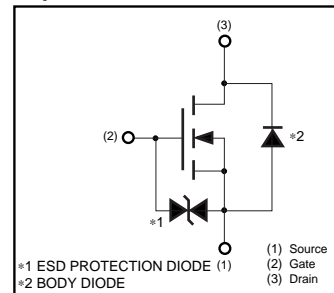 (3)
(2)
*2
*1
(1)
*1 ESD PROTECTION DIODE
*2 BODY DIODE
(1) Source
(2) Gate
(3) Drain